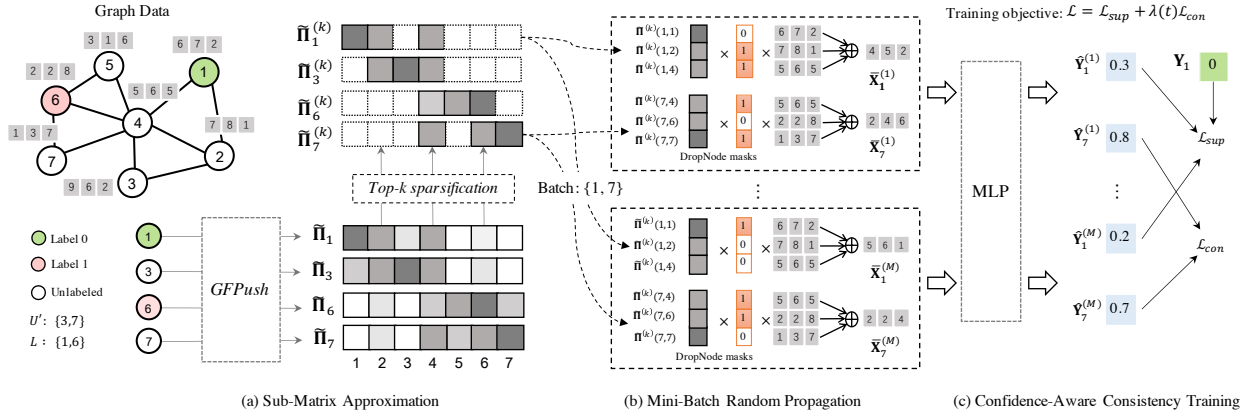 Graph Data
3 1 6
6 7 2
5
1
2 2 8
5 6 5
6
4
7 8 1
1 3 7
7
3
2
9 6 2
Label 0
Label 1
Unlabeled
U': {3,7}
L : {1,6}
1
3
6
7
GFPush
Π̃₁⁽ᵏ⁾
Π̃₃⁽ᵏ⁾
Π̃₆⁽ᵏ⁾
Π̃₇⁽ᵏ⁾
Top-k sparsification
Π̃₁
Π̃₃
Π̃₆
Π̃₇
1 2 3 4 5 6 7
(a) Sub-Matrix Approximation
Batch: {1, 7}
Π⁽ᵏ⁾(1,1) 0 6 7 2
Π⁽ᵏ⁾(1,2) × 1 × 7 8 1 4 5 2
Π⁽ᵏ⁾(1,4) 1 5 6 5
X̅₁⁽¹⁾
Π⁽ᵏ⁾(7,4) 1 5 6 5
Π⁽ᵏ⁾(7,6) × 0 × 2 2 8 2 4 6
Π⁽ᵏ⁾(7,7) 1 1 3 7
X̅₇⁽¹⁾
DropNode masks
⋮
Π̃⁽ᵏ⁾(1,1) 1 6 7 2
Π̃⁽ᵏ⁾(1,2) × 0 × 7 8 1 5 6 1
Π̃⁽ᵏ⁾(1,4) 0 5 6 5
X̅₁⁽ᴹ⁾
Π⁽ᵏ⁾(7,4) 1 5 6 5
Π⁽ᵏ⁾(7,6) × 1 × 2 2 8 2 2 4
Π⁽ᵏ⁾(7,7) 0 1 3 7
X̅₇⁽ᴹ⁾
DropNode masks
(b) Mini-Batch Random Propagation
Training objective: ℒ = ℒsup + λ(t)ℒcon
MLP
Ŷ₁⁽¹⁾ 0.3
Y₁ 0
Ŷ₇⁽¹⁾ 0.8
ℒsup
⋮
Ŷ₁⁽ᴹ⁾ 0.2
ℒcon
Ŷ₇⁽ᴹ⁾ 0.7
(c) Confidence-Aware Consistency Training